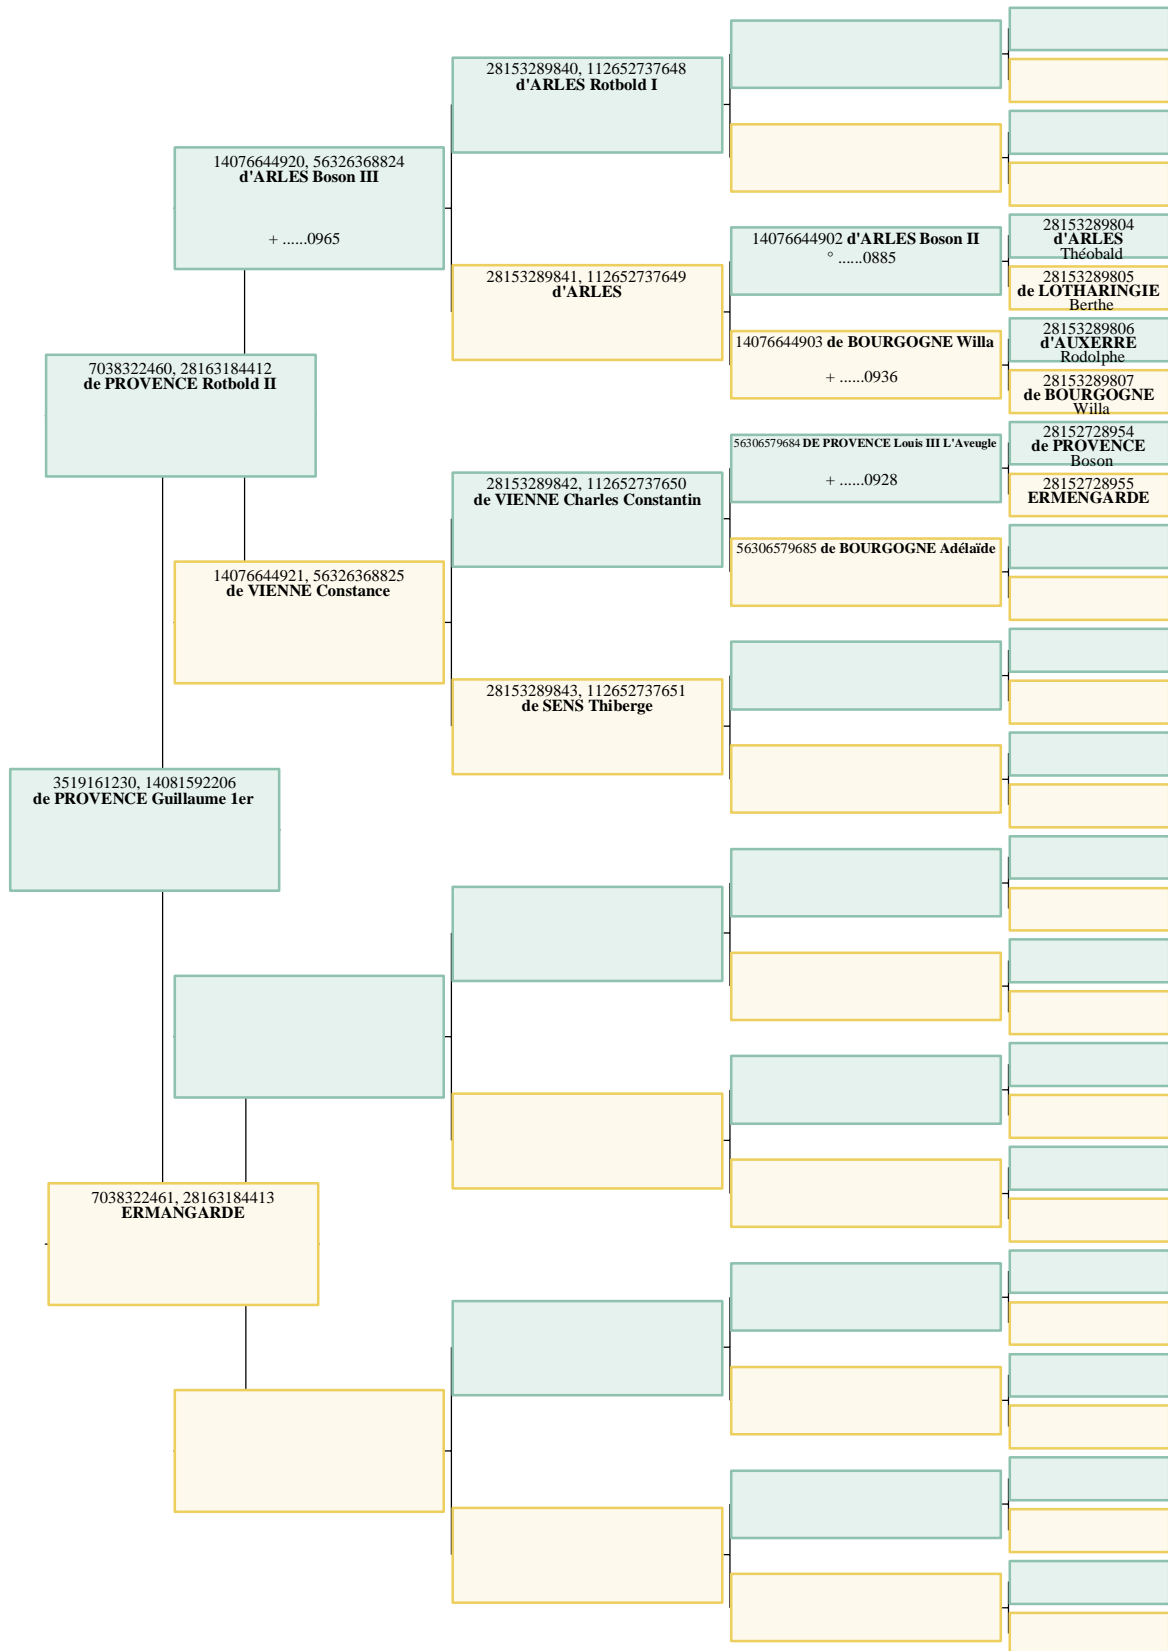 28153289840, 112652737648
d'ARLES Rotbold I
14076644920, 56326368824
d'ARLES Boson III
+ ......0965
14076644902 d'ARLES Boson II
° ......0885
28153289804
d'ARLES
Théobald
28153289841, 112652737649
d'ARLES
28153289805
de LOTHARINGIE
Berthe
14076644903 de BOURGOGNE Willa
+ ......0936
28153289806
d'AUXERRE
Rodolphe
7038322460, 28163184412
de PROVENCE Rotbold II
28153289807
de BOURGOGNE
Willa
56306579684 DE PROVENCE Louis III L'Aveugle
+ ......0928
28152728954
de PROVENCE
Boson
28153289842, 112652737650
de VIENNE Charles Constantin
28152728955
ERMENGARDE
56306579685 de BOURGOGNE Adélaïde
14076644921, 56326368825
de VIENNE Constance
28153289843, 112652737651
de SENS Thiberge
3519161230, 14081592206
de PROVENCE Guillaume 1er
7038322461, 28163184413
ERMANGARDE